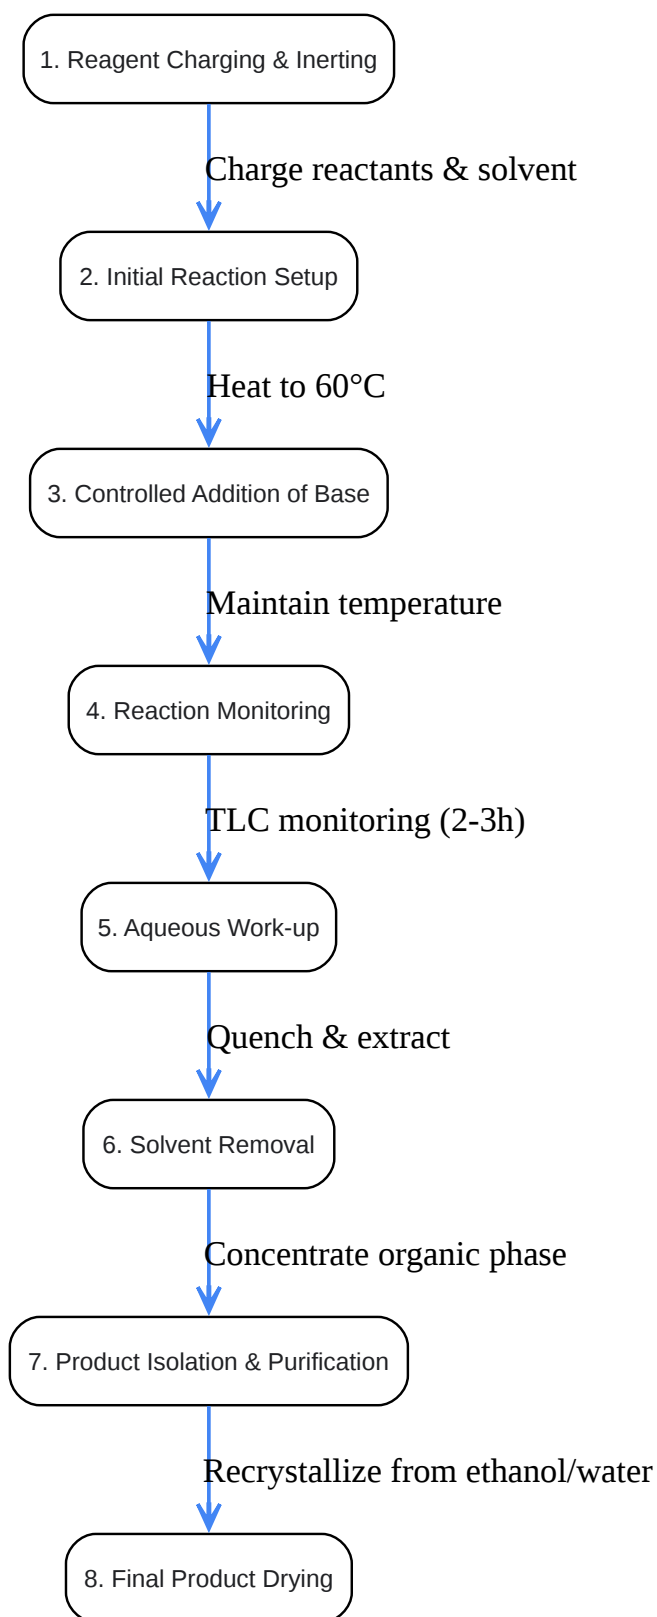 1. Reagent Charging & Inerting
Charge reactants & solvent
2. Initial Reaction Setup
Heat to 60°C
3. Controlled Addition of Base
Maintain temperature
4. Reaction Monitoring
TLC monitoring (2-3h)
5. Aqueous Work-up
Quench & extract
6. Solvent Removal
Concentrate organic phase
7. Product Isolation & Purification
Recrystallize from ethanol/water
8. Final Product Drying